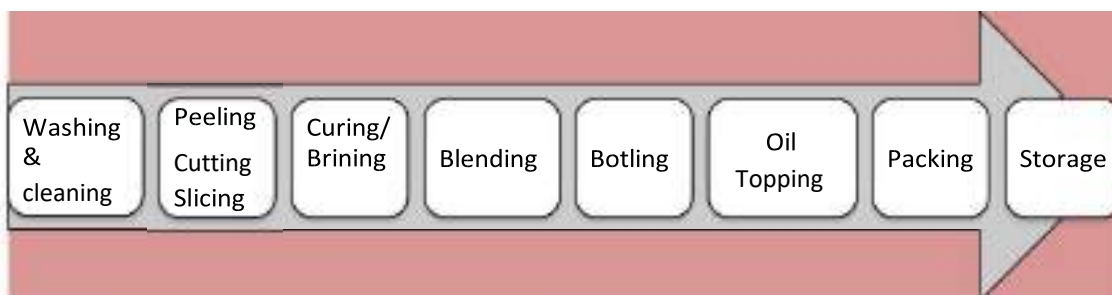 Washing
&
cleaning
Peeling
Cutting
Slicing
Curing/
Brining
Blending
Botling
Oil
Topping
Packing
Storage